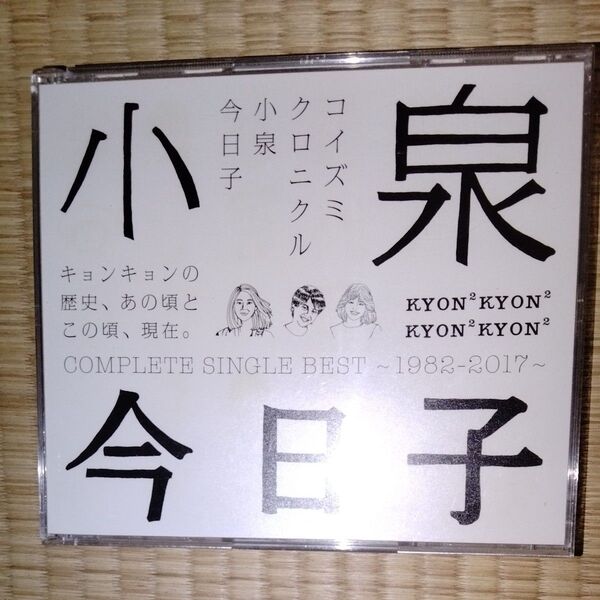 小泉
コイズミ
クロニクル
小泉
今日子
キョンキョンの
歴史、あの頃と
この頃、現在。
KYON²KYON²
KYON²KYON²
COMPLETE SINGLE BEST ~1982-2017~
今日子